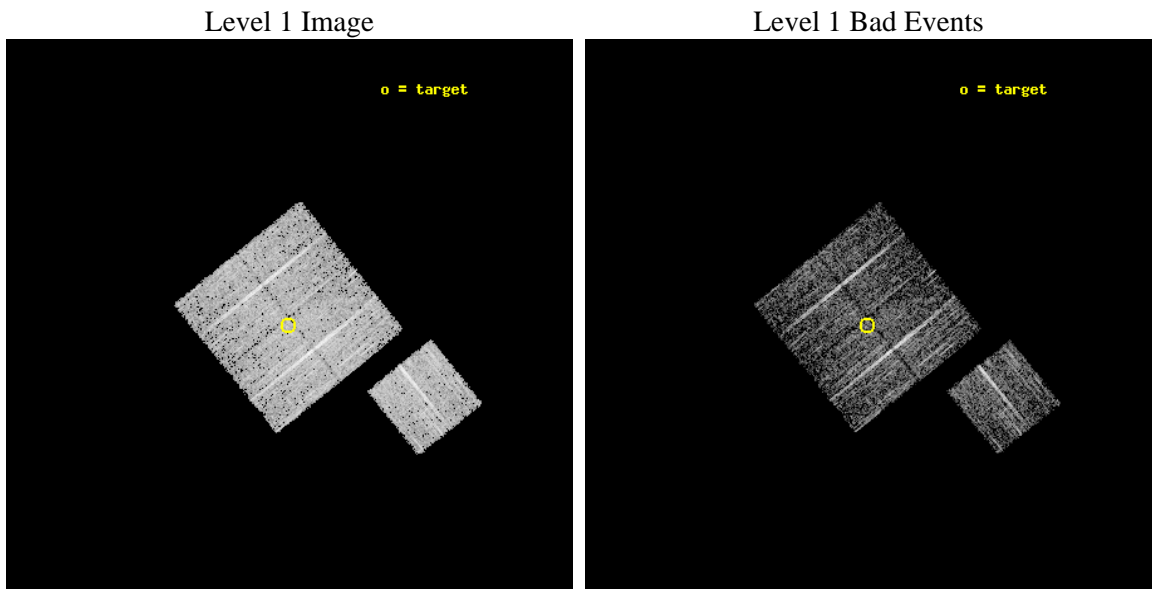 Level 1 Image
Level 1 Bad Events
o = target
o = target